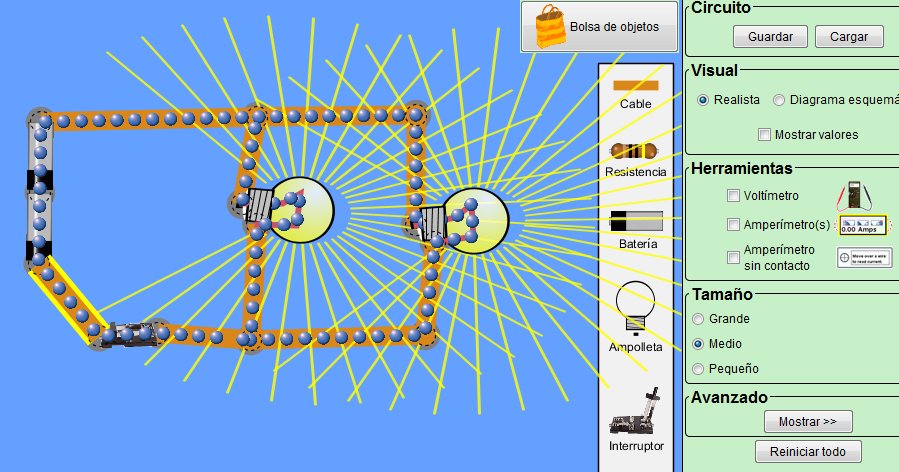 Bolsa de objetos
Cable
Resistencia
Batería
Ampolleta
Interruptor
Circuito
Guardar
Cargar
Visual
Realista
Diagrama esquemá
Mostrar valores
Herramientas
Voltímetro
Amperímetro(s)
0.00 Amps
Amperímetro
sin contacto
Move over a wire
to read current.
Tamaño
Grande
Medio
Pequeño
Avanzado
Mostrar >>
Reiniciar todo